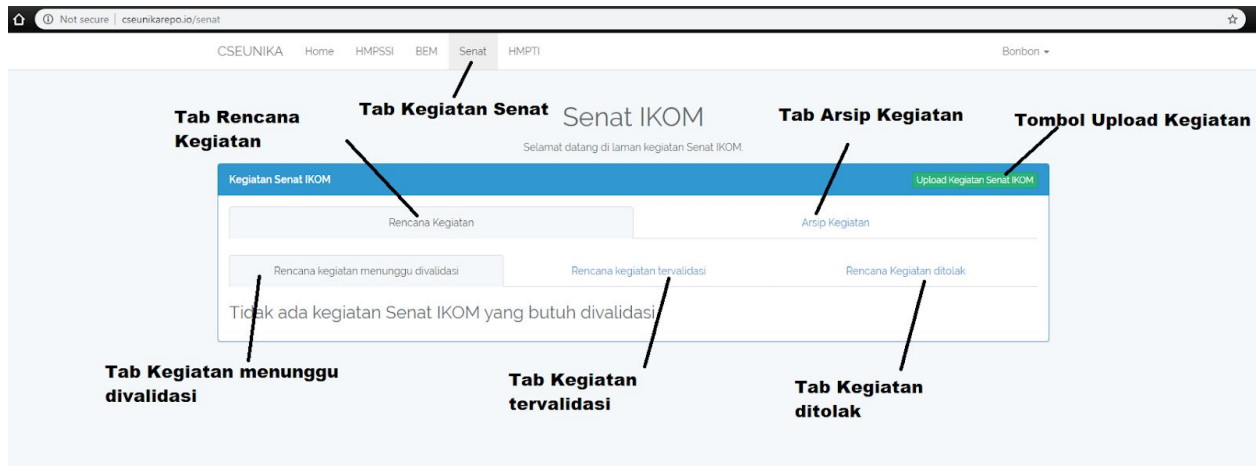 Not secure | cseunikarepo.io/senat
CSEUNIKA Home HMPSSI BEM Senat HMPTI Bonbon
Tab Kegiatan Senat
Tab Rencana
Kegiatan
Senat IKOM
Tab Arsip Kegiatan
Tombol Upload Kegiatan
Selamat datang di laman kegiatan Senat IKOM.
Kegiatan Senat IKOM Upload Kegiatan Senat IKOM
Rencana Kegiatan Arsip Kegiatan
Rencana kegiatan menunggu divalidasi Rencana kegiatan tervalidasi Rencana Kegiatan ditolak
Tidak ada kegiatan Senat IKOM yang butuh divalidasi
Tab Kegiatan menunggu
divalidasi
Tab Kegiatan
tervalidasi
Tab Kegiatan
ditolak